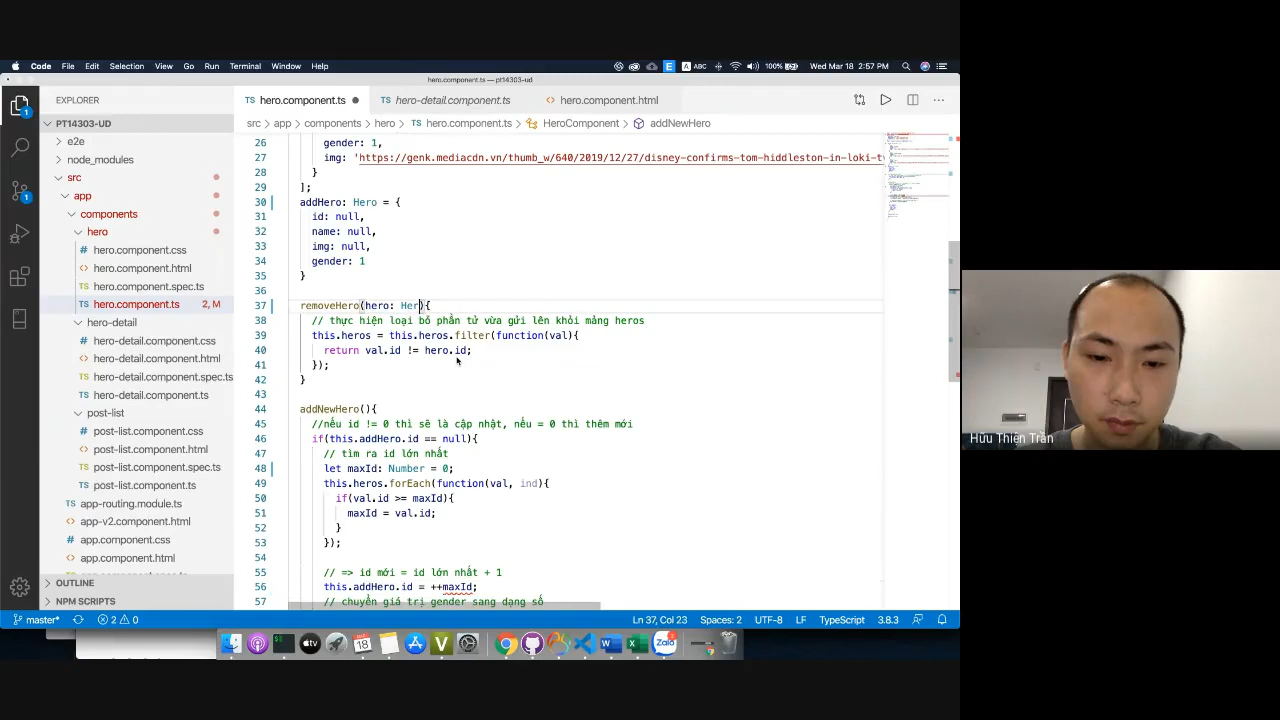 Code File Edit Selection View Go Run Terminal Window Help
ABC 100% Wed Mar 18 2:57 PM
hero.component.ts — pt14303-ud
EXPLORER
TS hero.component.ts
TS hero-detail.component.ts
<> hero.component.html
PT14303-UD
src > app > components > hero > TS hero.component.ts > HeroComponent > addNewHero
e2e
node_modules
src
app
components
hero
# hero.component.css
<> hero.component.html
TS hero.component.spec.ts
TS hero.component.ts 2, M
hero-detail
# hero-detail.component.css
<> hero-detail.component.html
TS hero-detail.component.spec.ts
TS hero-detail.component.ts
post-list
# post-list.component.css
<> post-list.component.html
TS post-list.component.spec.ts
TS post-list.component.ts
TS app-routing.module.ts
<> app-v2.component.html
# app.component.css
<> app.component.html
OUTLINE
NPM SCRIPTS
26 gender: 1,
27 img: 'https://genk.mediacdn.vn/thumb_w/640/2019/12/27/disney-confirms-tom-hiddleston-in-loki-t
28 }
29 ];
30 addHero: Hero = {
31 id: null,
32 name: null,
33 img: null,
34 gender: 1
35 }
36
37 removeHero(hero: Her){
38 // thực hiện loại bỏ phần tử vừa gửi lên khỏi mảng heros
39 this.heros = this.heros.filter(function(val){
40 return val.id != hero.id;
41 });
42 }
43
44 addNewHero(){
45 //nếu id != 0 thì sẽ là cập nhật, nếu = 0 thì thêm mới
46 if(this.addHero.id == null){
47 // tìm ra id lớn nhất
48 let maxId: Number = 0;
49 this.heros.forEach(function(val, ind){
50 if(val.id >= maxId){
51 maxId = val.id;
52 }
53 });
54
55 // => id mới = id lớn nhất + 1
56 this.addHero.id = ++maxId;
57 // chuyển giá trị gender sang dạng số
master* 2 0
Ln 37, Col 23 Spaces: 2 UTF-8 LF TypeScript 3.8.3
Hữu Thiện Trần